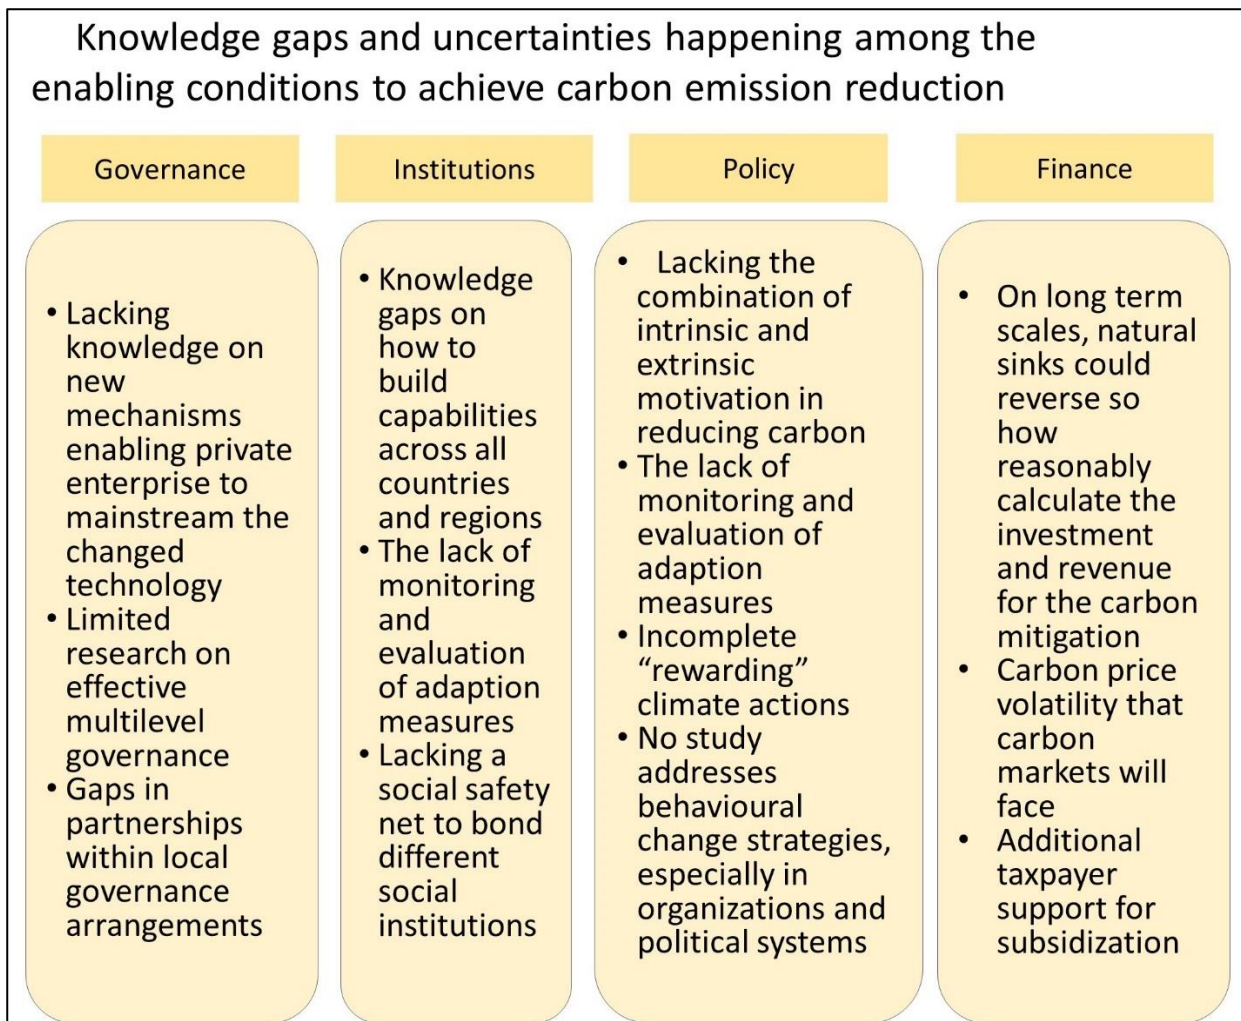 Knowledge gaps and uncertainties happening among the
enabling conditions to achieve carbon emission reduction
Governance
• Lacking
knowledge on
new
mechanisms
enabling private
enterprise to
mainstream the
changed
technology
• Limited
research on
effective
multilevel
governance
• Gaps in
partnerships
within local
governance
arrangements
Institutions
• Knowledge
gaps on
how to
build
capabilities
across all
countries
and regions
• The lack of
monitoring
and
evaluation
of adaption
measures
• Lacking a
social safety
net to bond
different
social
institutions
Policy
• Lacking the
combination of
intrinsic and
extrinsic
motivation in
reducing carbon
• The lack of
monitoring and
evaluation of
adaption
measures
• Incomplete
“rewarding”
climate actions
• No study
addresses
behavioural
change strategies,
especially in
organizations and
political systems
Finance
• On long term
scales, natural
sinks could
reverse so
how
reasonably
calculate the
investment
and revenue
for the carbon
mitigation
• Carbon price
volatility that
carbon
markets will
face
• Additional
taxpayer
support for
subsidization